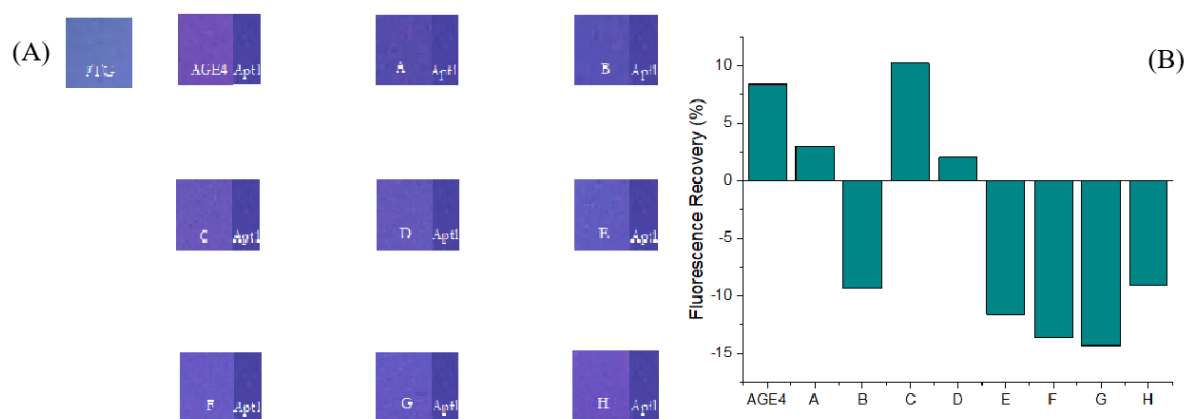 (A)
AGE4 Apt1
A Apt1
B Apt1
C Apt1
D Apt1
E Apt1
F Apt1
G Apt1
H Apt1
(B)
Fluorescence Recovery (%)
10
5
0
-5
-10
-15
AGE4 A B C D E F G H